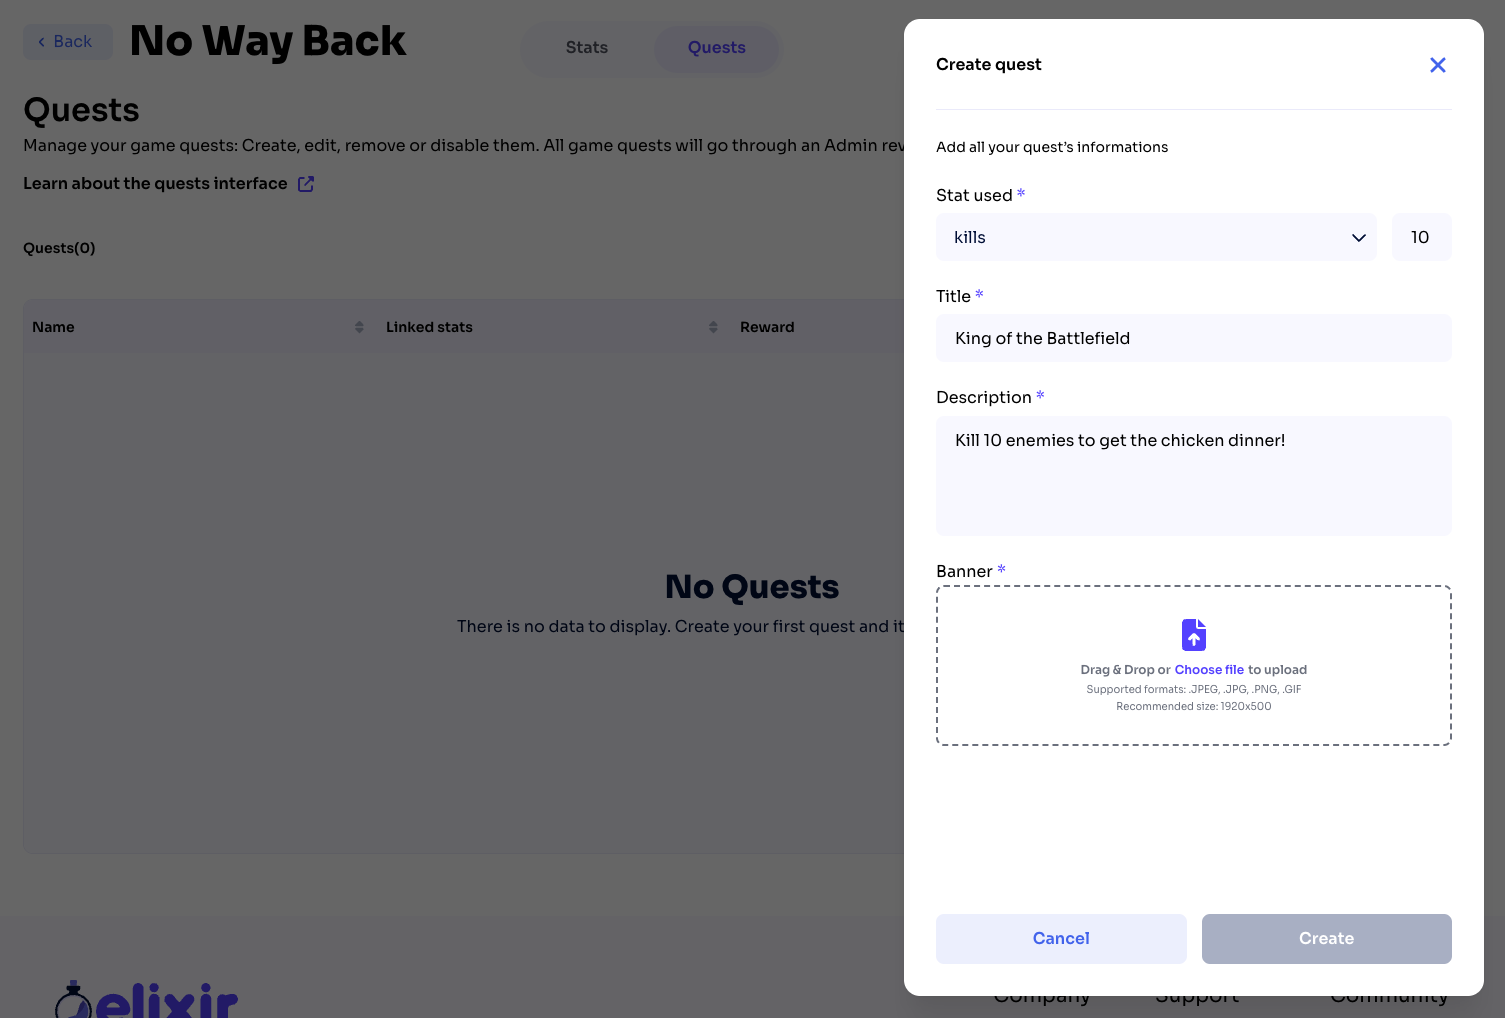 Back
No Way Back
Stats
Quests
Quests
Manage your game quests: Create, edit, remove or disable them. All game quests will go through an Admin rev
Learn about the quests interface
Quests(0)
Name
Linked stats
Reward
No Quests
There is no data to display. Create your first quest and it
elixir
Company
Support
Community
Create quest
Add all your quest's informations
Stat used *
kills
10
Title *
King of the Battlefield
Description *
Kill 10 enemies to get the chicken dinner!
Banner *
Drag & Drop or Choose file to upload
Supported formats: .JPEG, .JPG, .PNG, .GIF
Recommended size: 1920x500
Cancel
Create